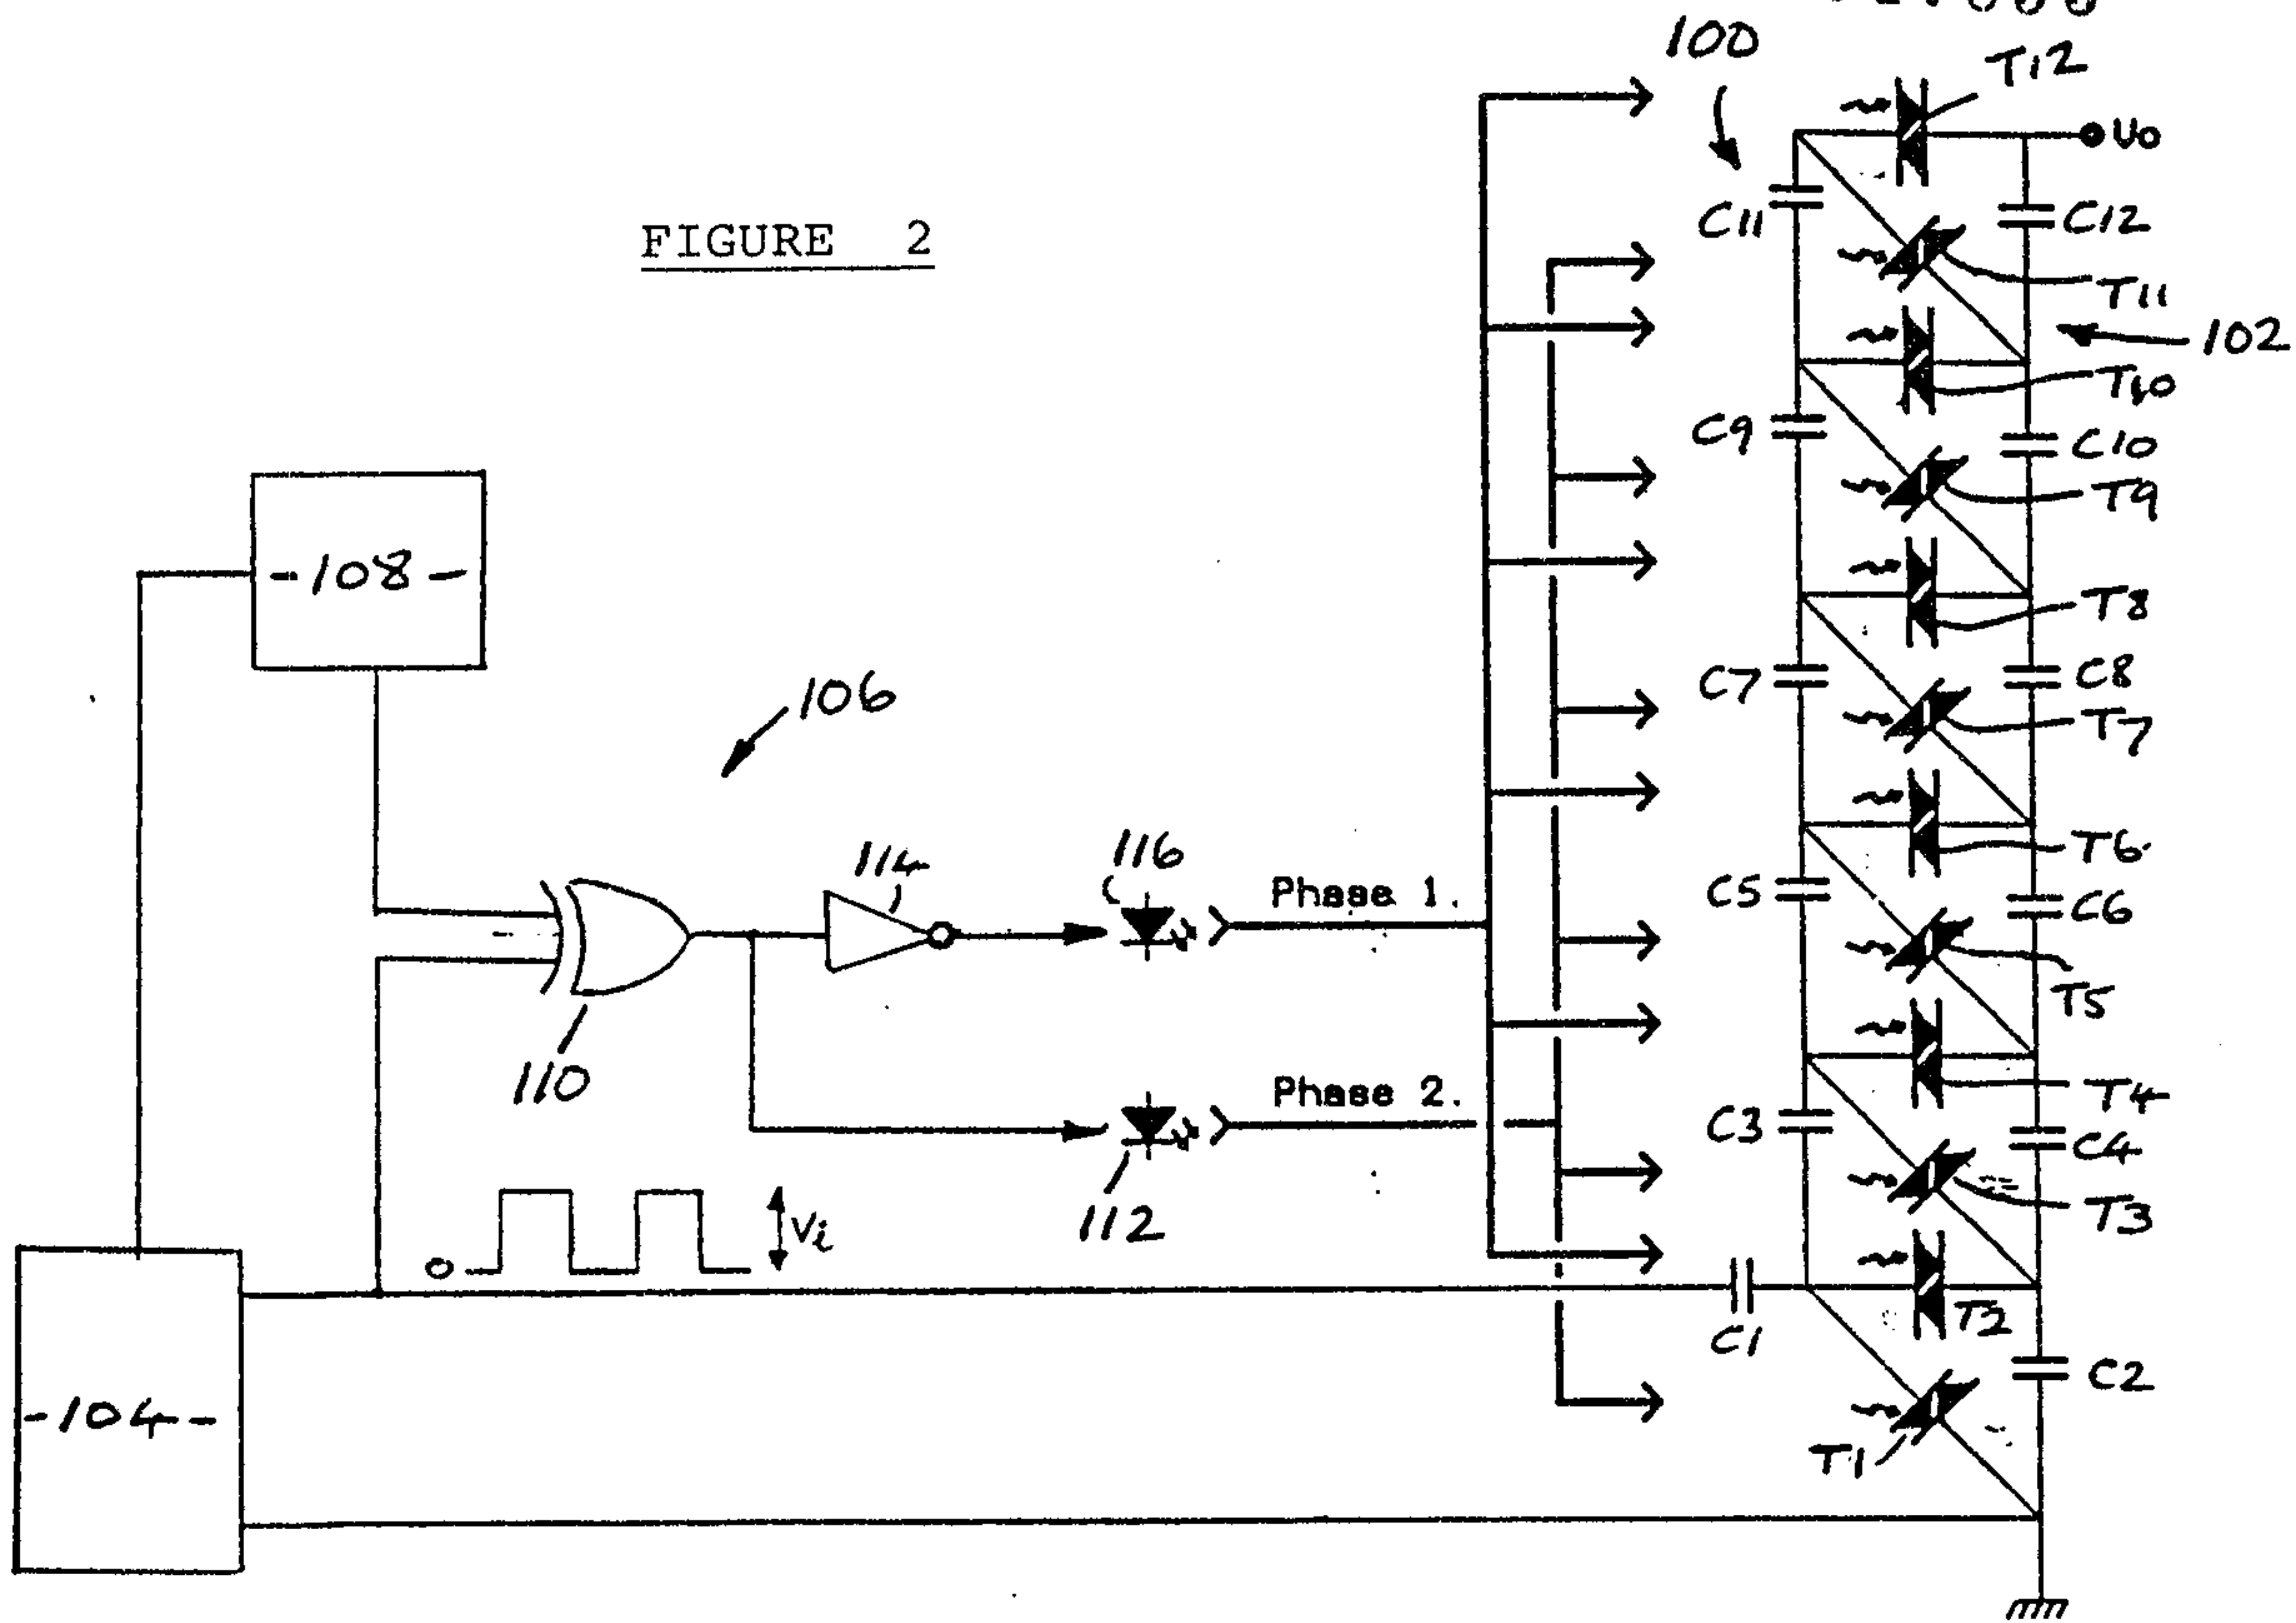 100
T12
Vo
FIGURE 2
C11
C12
T11
102
T10
C9
C10
T9
-108-
T8
C7
C8
106
T7
T6
114
116
Phase 1.
C5
C6
T5
110
Phase 2.
T4
C3
C4
112
T3
o
Vi
T2
C1
C2
-104-
T1